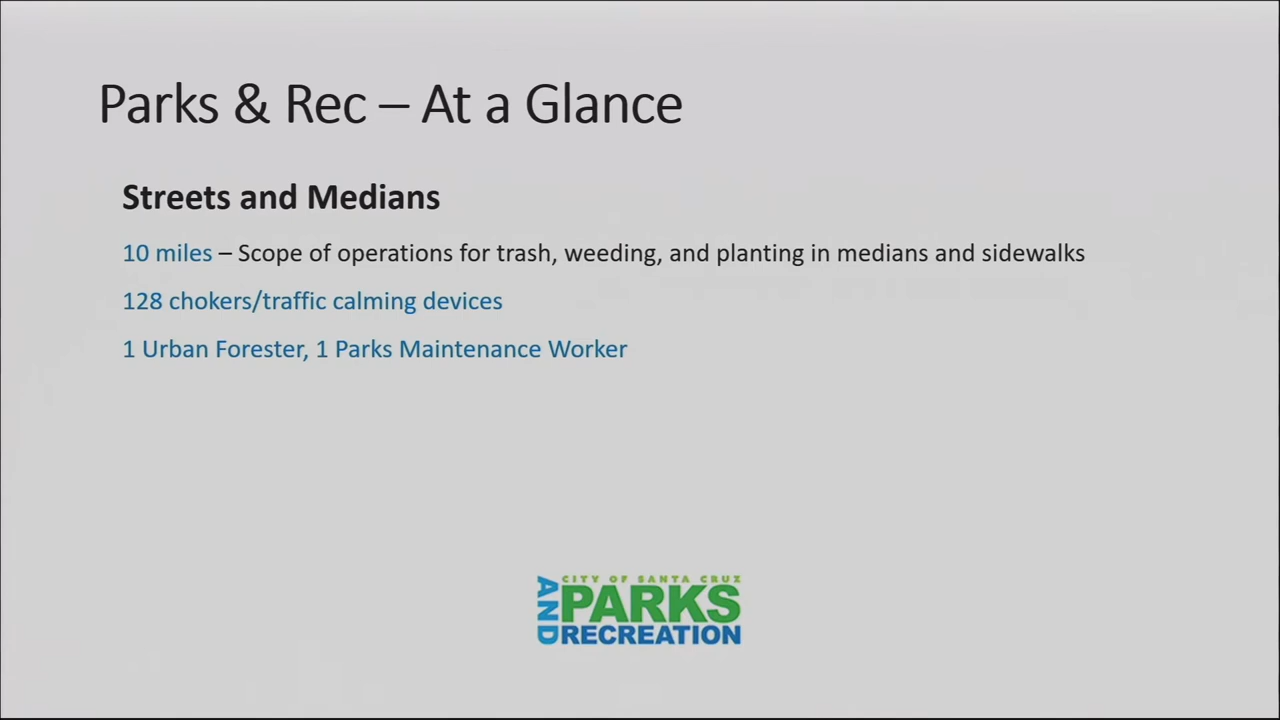 Parks & Rec – At a Glance
Streets and Medians
10 miles – Scope of operations for trash, weeding, and planting in medians and sidewalks
128 chokers/traffic calming devices
1 Urban Forester, 1 Parks Maintenance Worker
CITY OF SANTA CRUZ
PARKS
AND
RECREATION